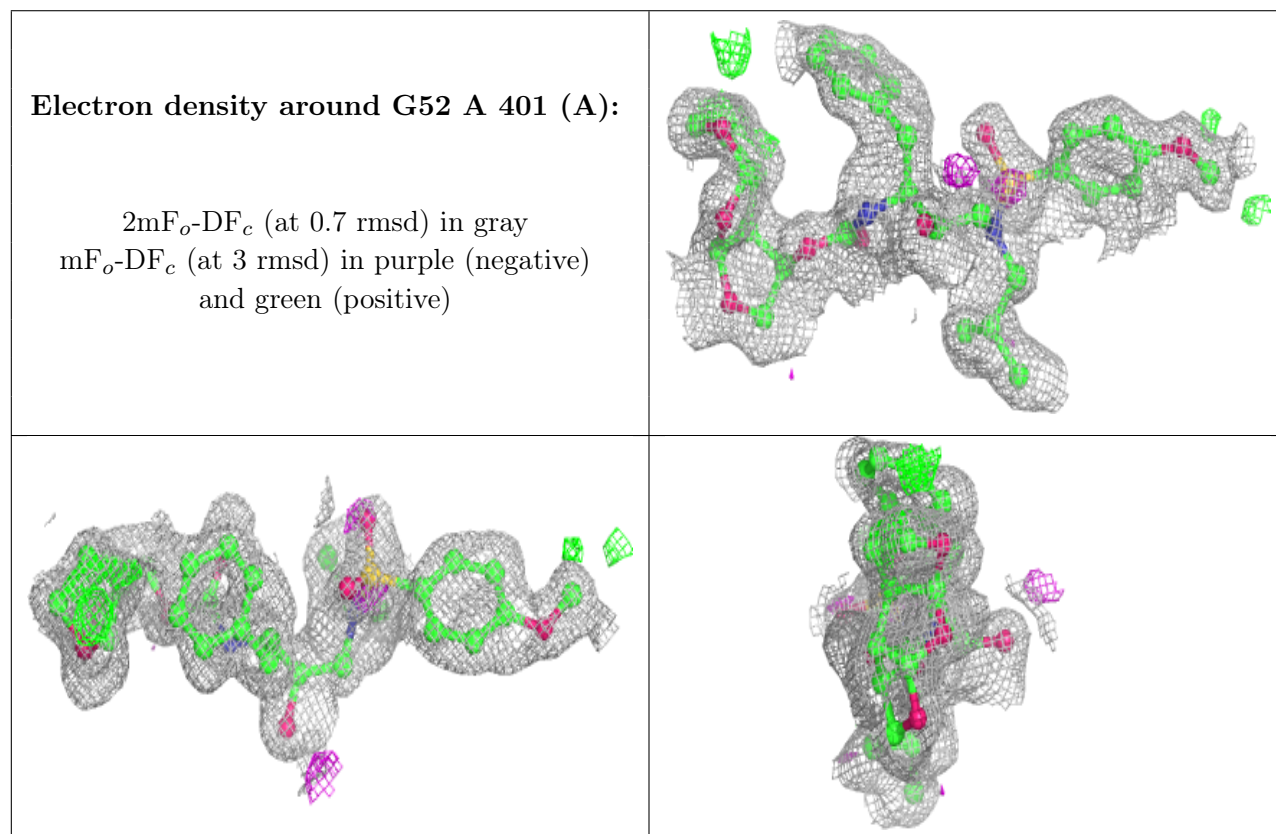 Electron density around G52 A 401 (A):
2mFo-DFc (at 0.7 rmsd) in gray
mFo-DFc (at 3 rmsd) in purple (negative)
and green (positive)